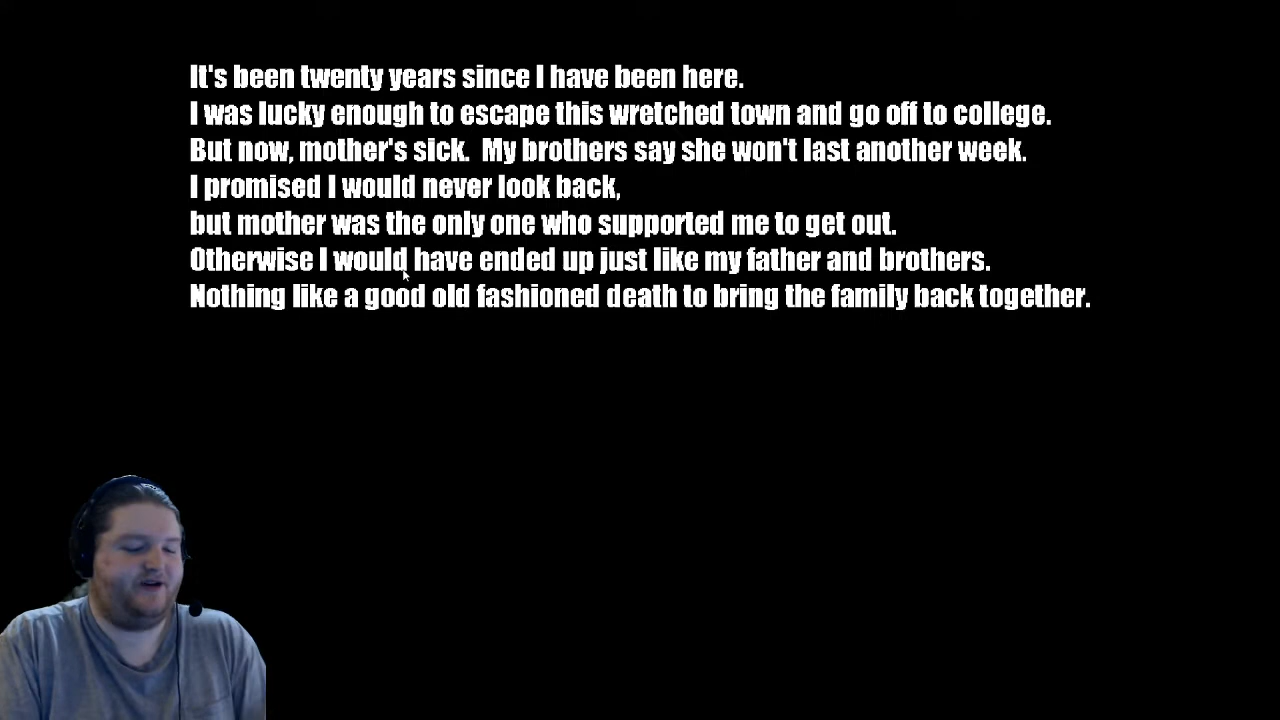 It's been twenty years since I have been here.
I was lucky enough to escape this wretched town and go off to college.
But now, mother's sick.  My brothers say she won't last another week.
I promised I would never look back,
but mother was the only one who supported me to get out.
Otherwise I would have ended up just like my father and brothers.
Nothing like a good old fashioned death to bring the family back together.